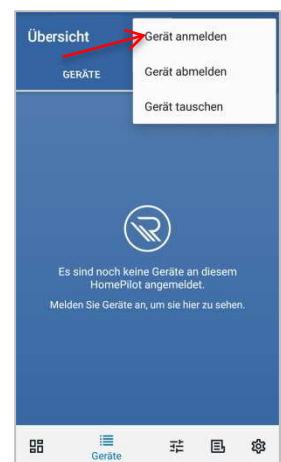 Übersicht
Gerät anmelden
GERÄTE
Gerät abmelden
Gerät tauschen
Es sind noch keine Geräte an diesem
HomePilot angemeldet.
Melden Sie Geräte an, um sie hier zu sehen.
Geräte